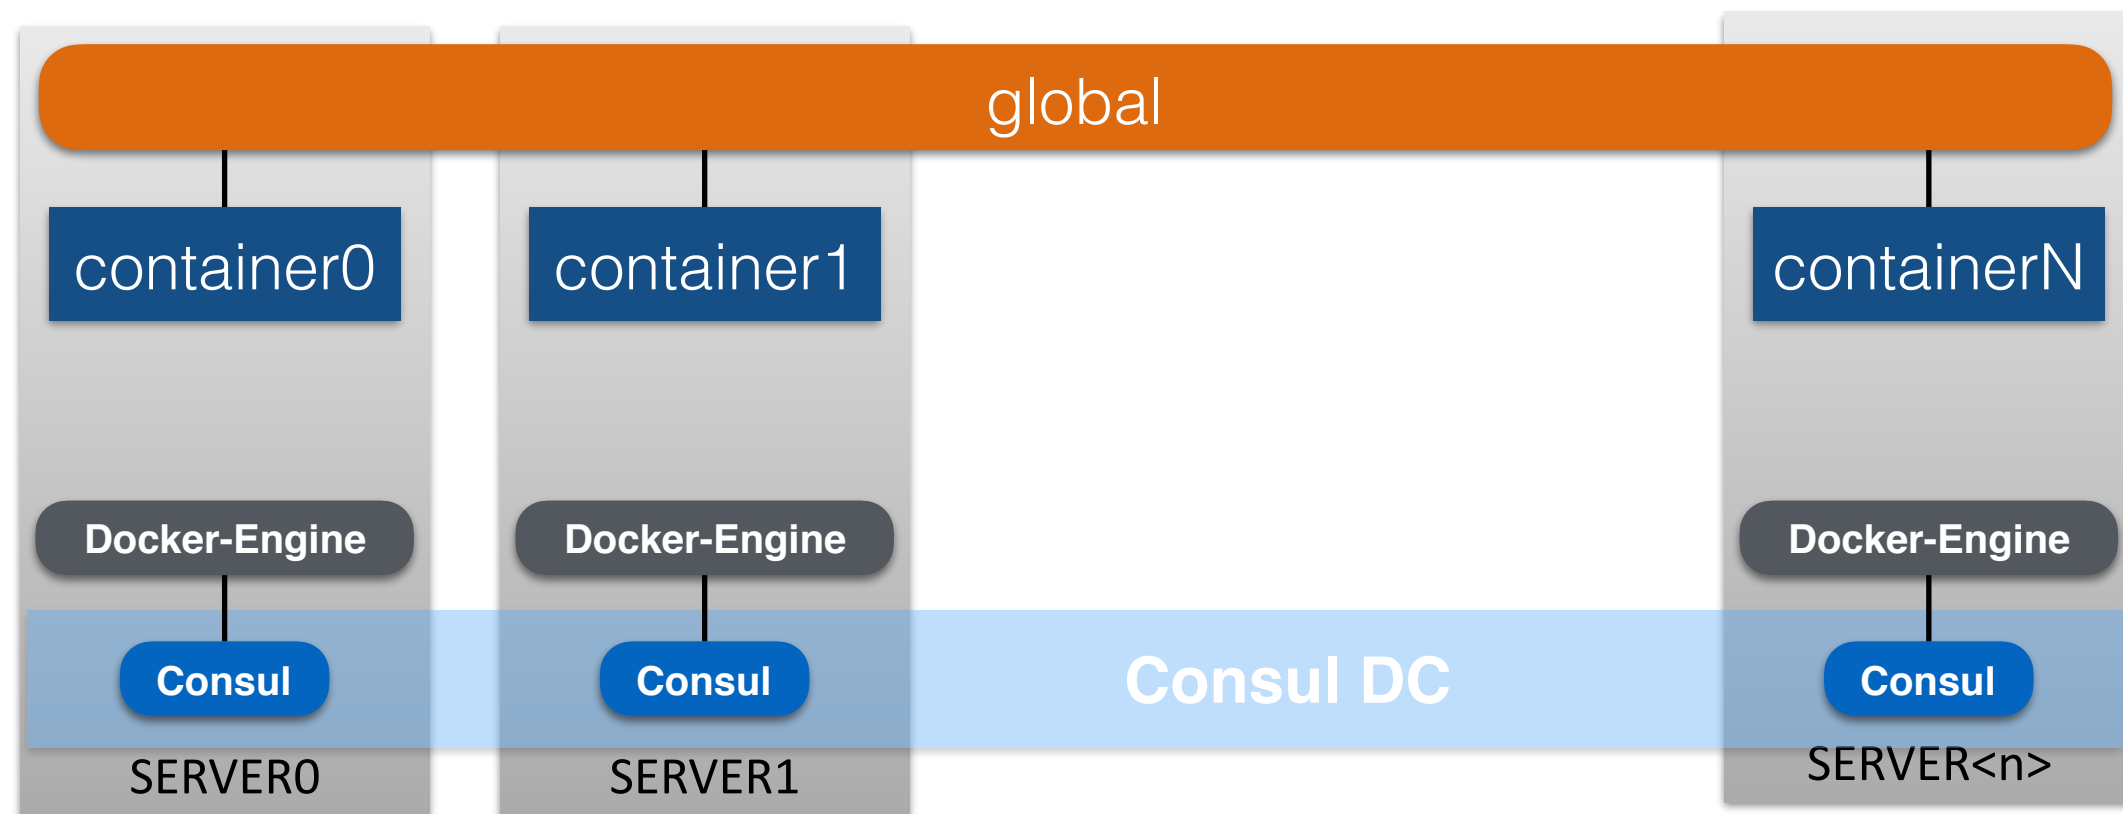 global
container0
container1
containerN
Docker-Engine
Docker-Engine
Docker-Engine
Consul
Consul
Consul DC
Consul
SERVER0
SERVER1
SERVER<n>